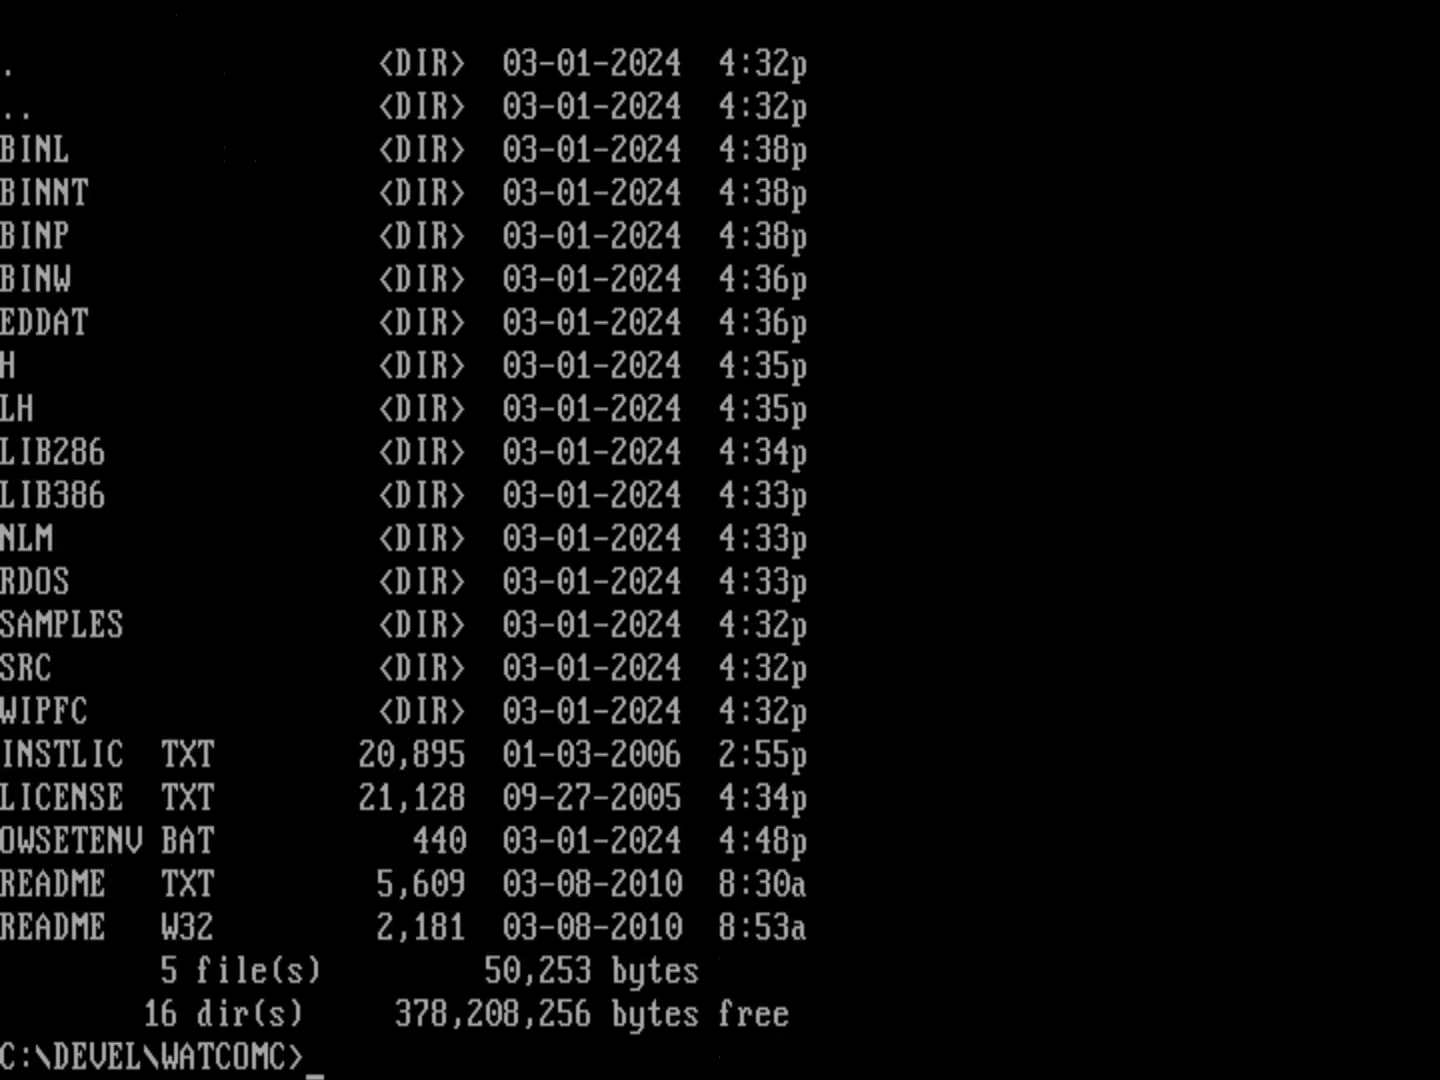 .                    <DIR>  03-01-2024  4:32p
..                   <DIR>  03-01-2024  4:32p
BINL                 <DIR>  03-01-2024  4:38p
BINNT                <DIR>  03-01-2024  4:38p
BINP                 <DIR>  03-01-2024  4:38p
BINW                 <DIR>  03-01-2024  4:36p
EDDAT                <DIR>  03-01-2024  4:36p
H                    <DIR>  03-01-2024  4:35p
LH                   <DIR>  03-01-2024  4:35p
LIB286               <DIR>  03-01-2024  4:34p
LIB386               <DIR>  03-01-2024  4:33p
NLM                  <DIR>  03-01-2024  4:33p
RDOS                 <DIR>  03-01-2024  4:33p
SAMPLES              <DIR>  03-01-2024  4:32p
SRC                  <DIR>  03-01-2024  4:32p
WIPFC                <DIR>  03-01-2024  4:32p
INSTLIC  TXT        20,895  01-03-2006  2:55p
LICENSE  TXT        21,128  09-27-2005  4:34p
OWSETENV BAT           440  03-01-2024  4:48p
README   TXT         5,609  03-08-2010  8:30a
README   W32         2,181  03-08-2010  8:53a
         5 file(s)         50,253 bytes
        16 dir(s)     378,208,256 bytes free
C:\DEVEL\WATCOMC>_